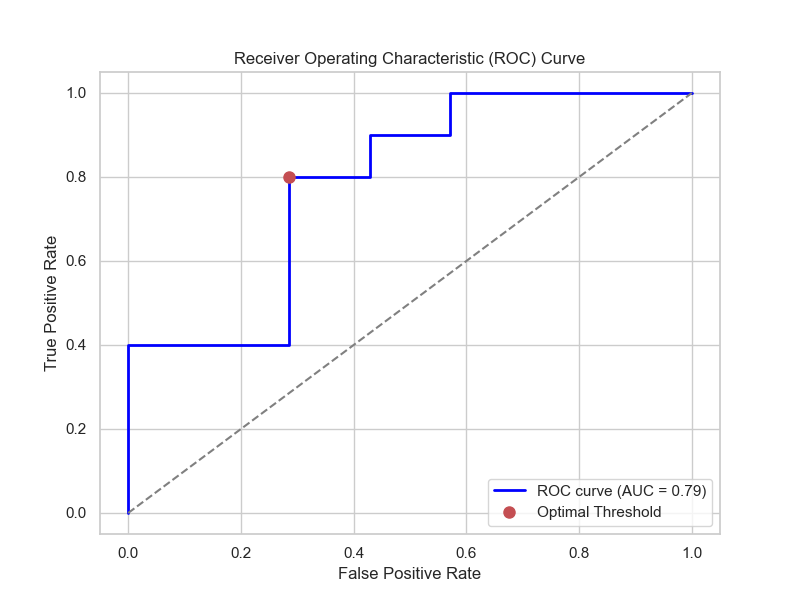 Receiver Operating Characteristic (ROC) Curve
True Positive Rate
1.0
0.8
0.6
0.4
0.2
0.0
ROC curve (AUC = 0.79)
Optimal Threshold
0.0 0.2 0.4 0.6 0.8 1.0
False Positive Rate